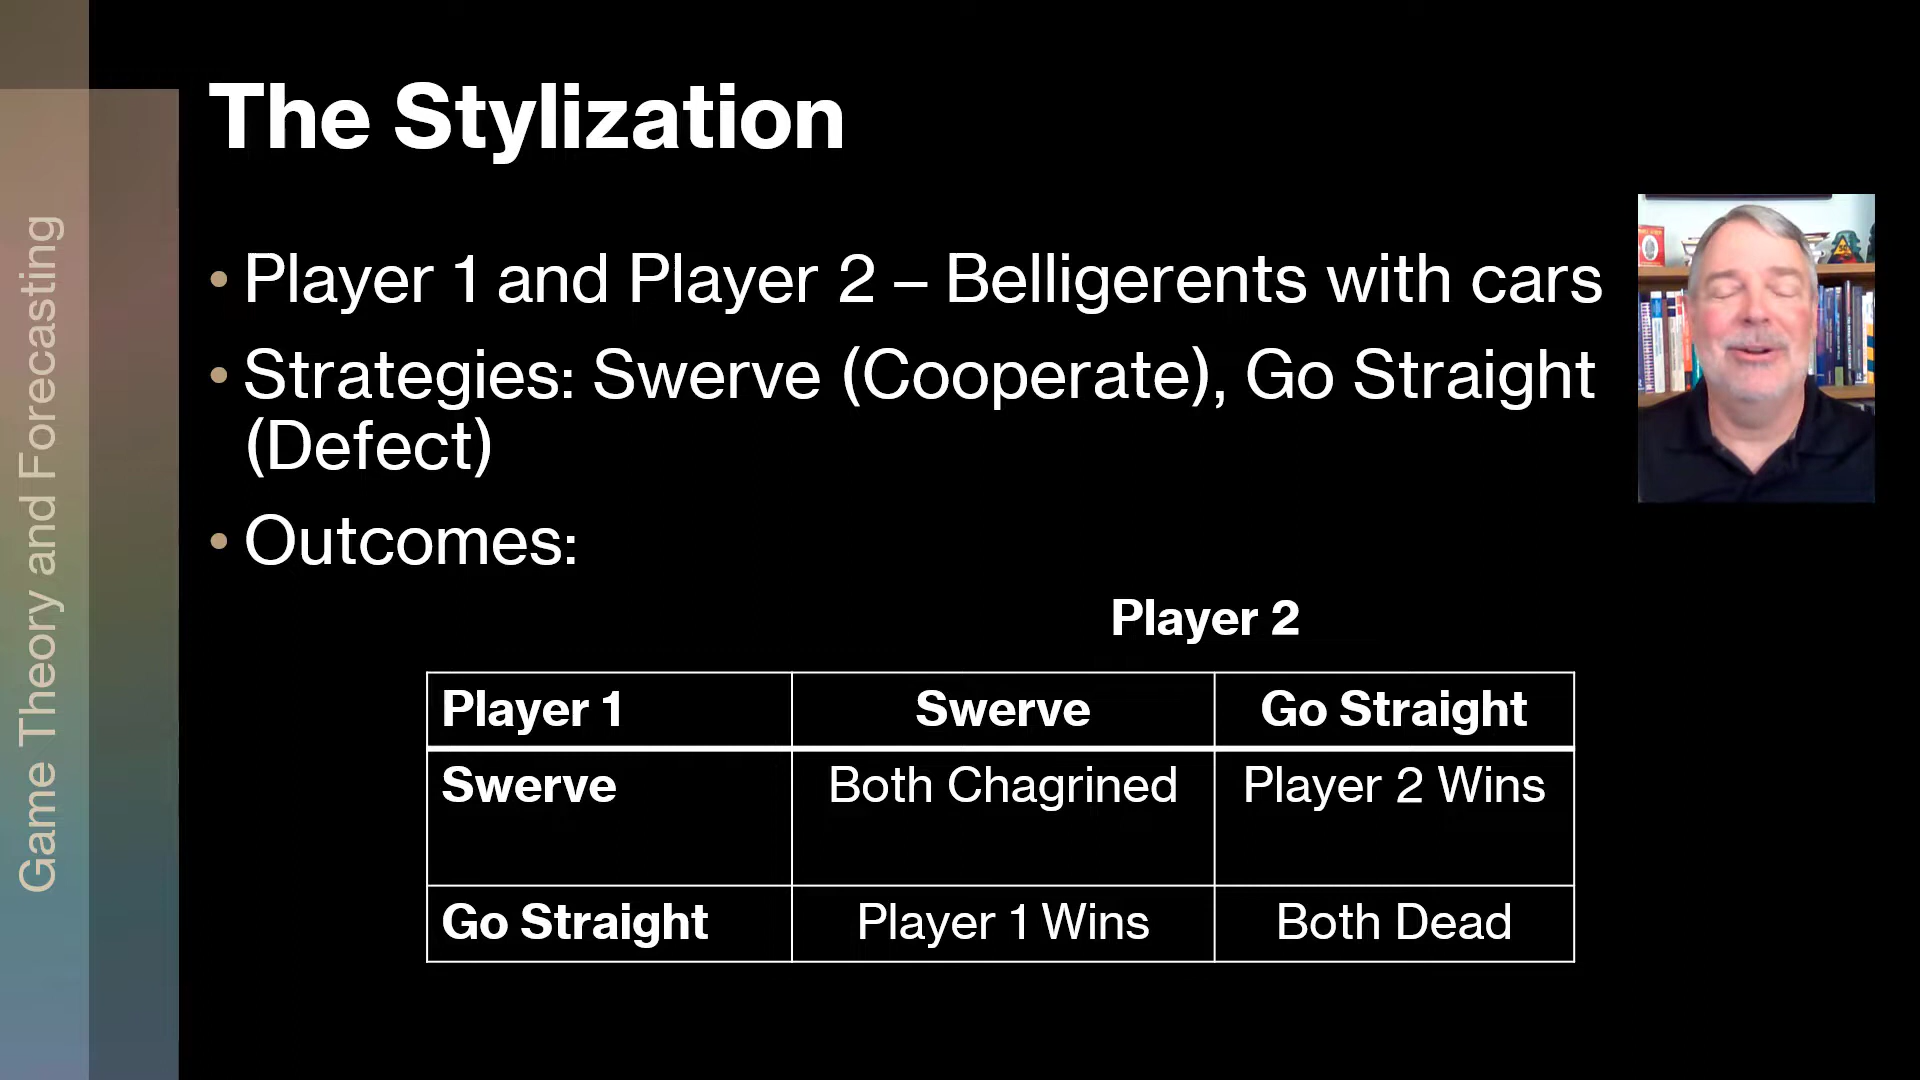 The Stylization
• Player 1 and Player 2 – Belligerents with cars
• Strategies: Swerve (Cooperate), Go Straight
(Defect)
• Outcomes:
Player 2
Player 1 Swerve Go Straight
Swerve Both Chagrined Player 2 Wins
Go Straight Player 1 Wins Both Dead
Game Theory and Forecasting